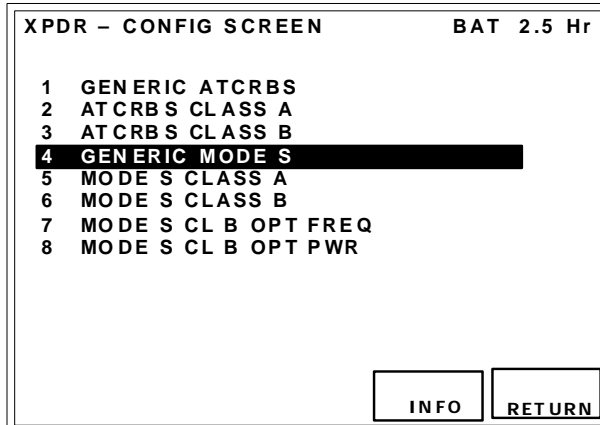 XPDR – CONFIG SCREEN BAT 2.5 Hr
1 GENERIC ATCRBS
2 ATCRBS CLASS A
3 ATCRBS CLASS B
4 GENERIC MODE S
5 MODE S CLASS A
6 MODE S CLASS B
7 MODE S CL B OPT FREQ
8 MODE S CL B OPT PWR
INFO RETURN